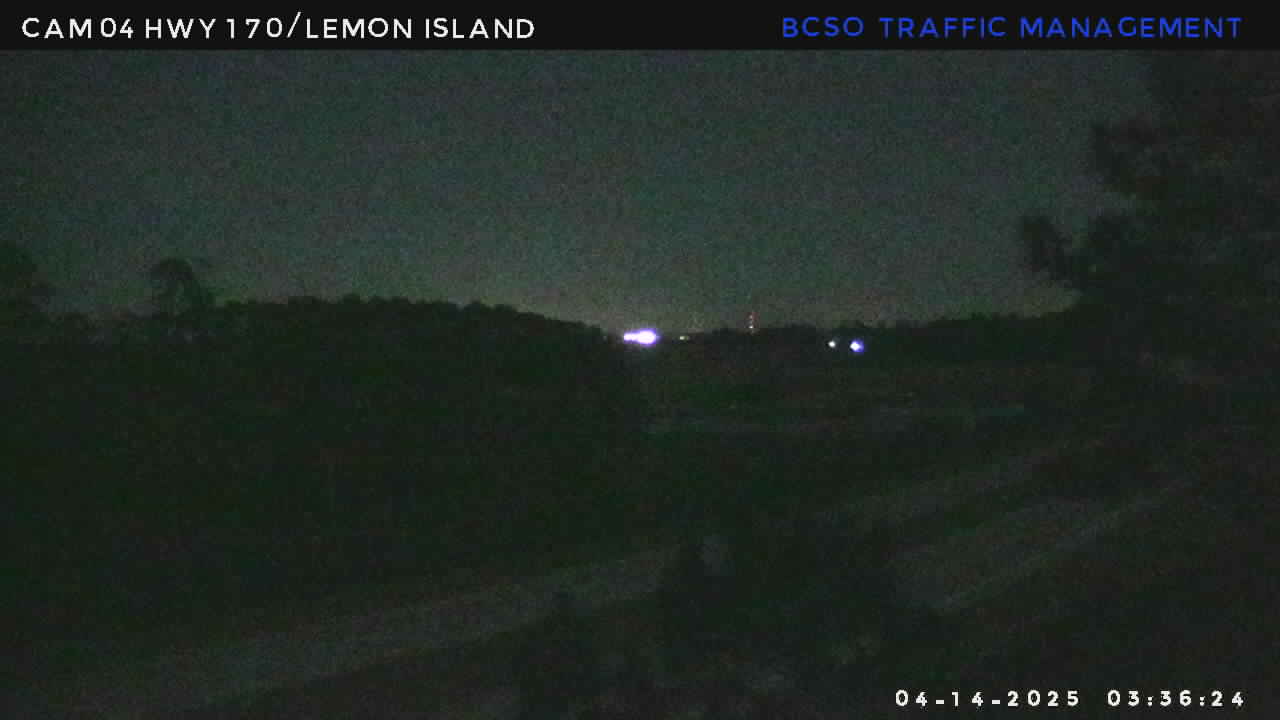 CAM 04 HWY 170/LEMON ISLAND
BCSO TRAFFIC MANAGEMENT
04-14-2025 03:36:24